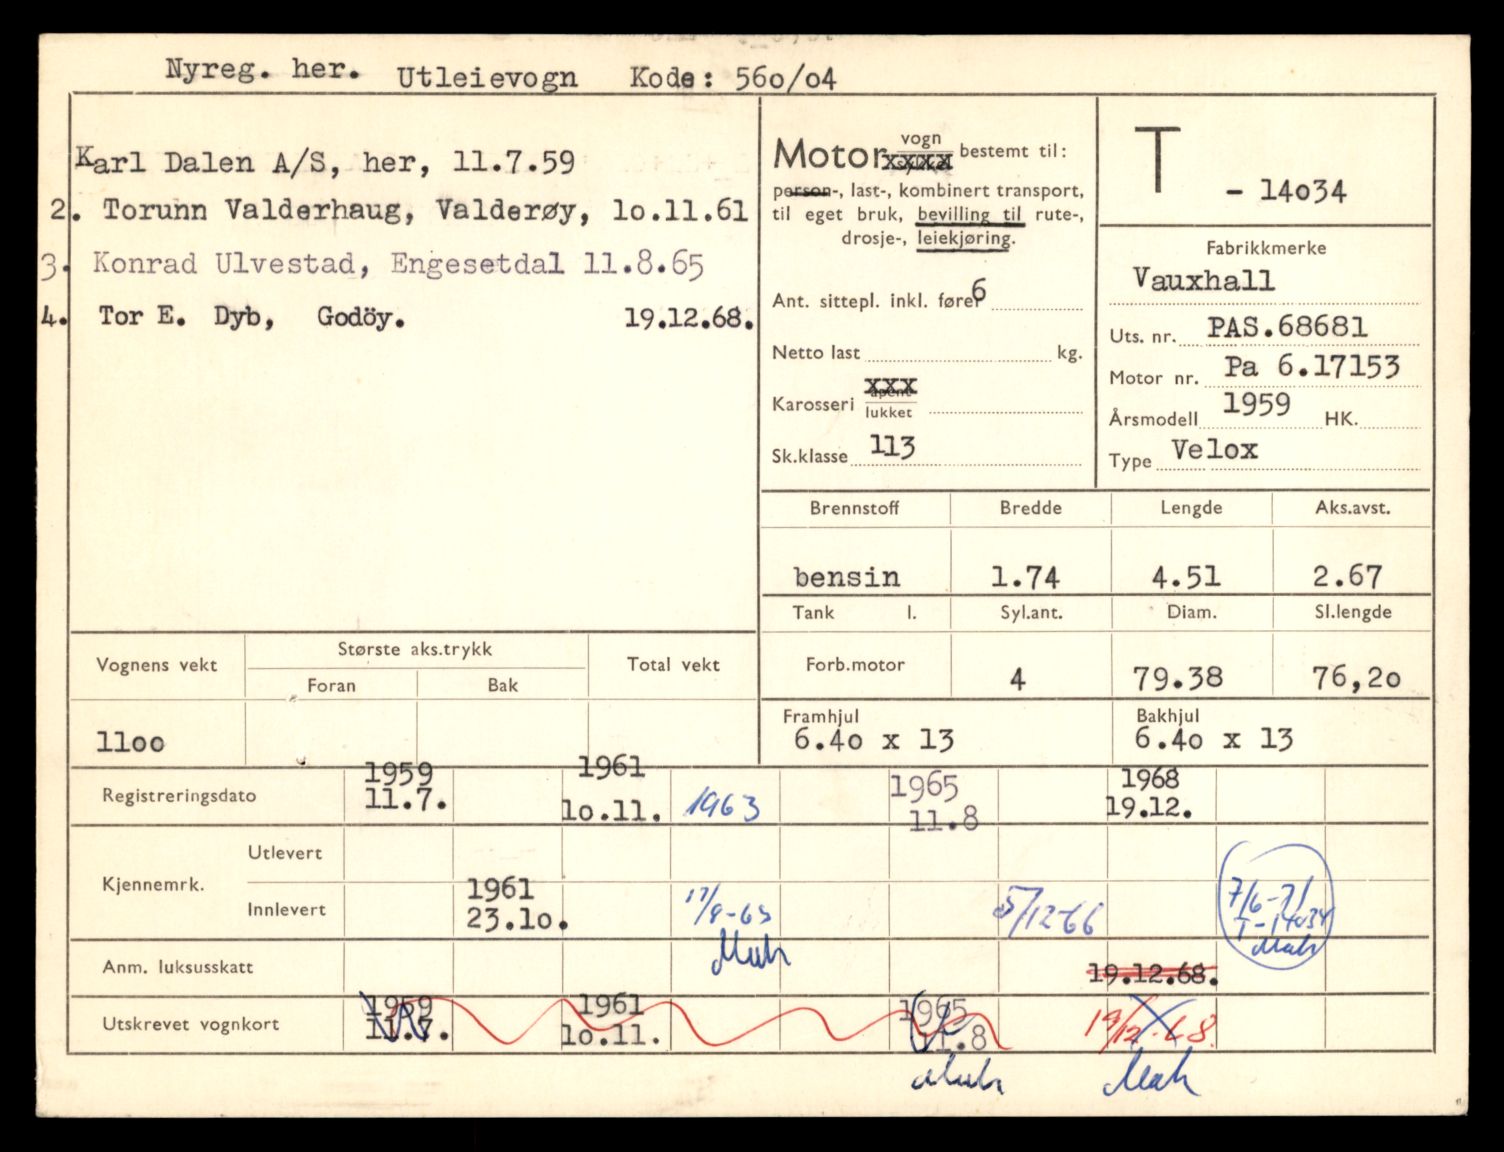 Nyreg. her. Utleievogn Kode: 56o/o4
Karl Dalen A/S, her, 11.7.59
2. Torunn Valderhaug, Valderøy, lo.11.61
3. Konrad Ulvestad, Engesetdal 11.8.65
4. Tor E. Dyb, Godöy. 19.12.68.
Motor vogn xxxx bestemt til:
person-, last-, kombinert transport,
til eget bruk, bevilling til rute-,
drosje-, leiekjøring.
Ant. sittepl. inkl. fører 6
Netto last kg.
Karosseri xxx åpent lukket
Sk.klasse 113
T - 14o34
Fabrikkmerke
Vauxhall
Uts. nr. PAS.68681
Motor nr. Pa 6.17153
Årsmodell 1959 HK.
Type Velox
Brennstoff Bredde Lengde Aks.avst.
bensin 1.74 4.51 2.67
Tank l. Syl.ant. Diam. Sl.lengde
Forb.motor 4 79.38 76,2o
Framhjul Bakhjul
6.4o x 13 6.4o x 13
Vognens vekt Største aks.trykk Total vekt
Foran Bak
11oo
Registreringsdato 1959 11.7. 1961 lo.11. 1963 1965 11.8 1968 19.12.
Kjennemrk. Utlevert
Innlevert 1961 23.1o. 17/9-63 5/12-66 7/6-71 T-14034
Anm. luksusskatt 19.12.68.
Utskrevet vognkort 1959 11.7. 1961 lo.11. 1965 11.8 19/12-68.